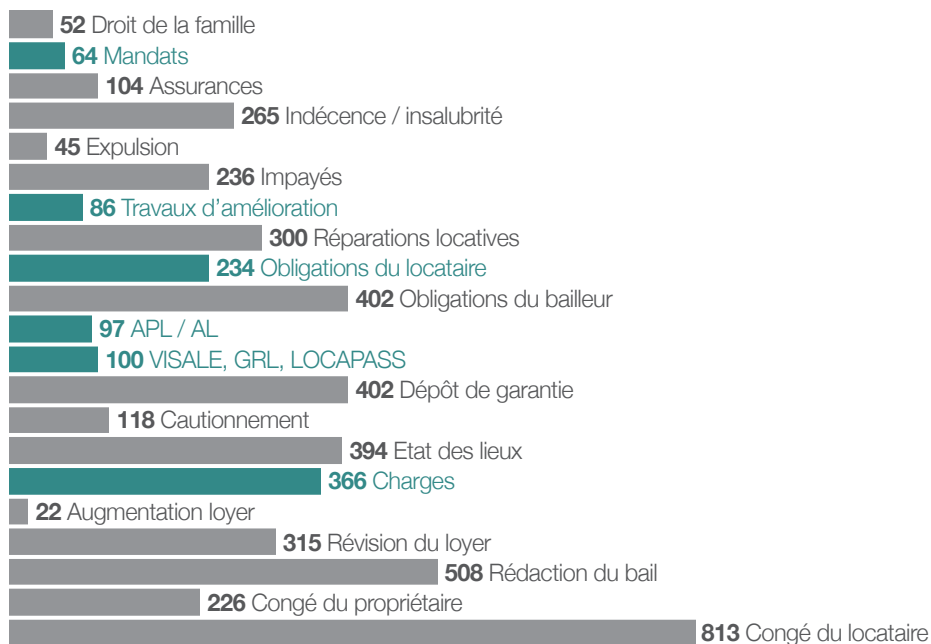 52 Droit de la famille
64 Mandats
104 Assurances
265 Indécence / insalubrité
45 Expulsion
236 Impayés
86 Travaux d’amélioration
300 Réparations locatives
234 Obligations du locataire
402 Obligations du bailleur
97 APL / AL
100 VISALE, GRL, LOCAPASS
402 Dépôt de garantie
118 Cautionnement
394 Etat des lieux
366 Charges
22 Augmentation loyer
315 Révision du loyer
508 Rédaction du bail
226 Congé du propriétaire
813 Congé du locataire